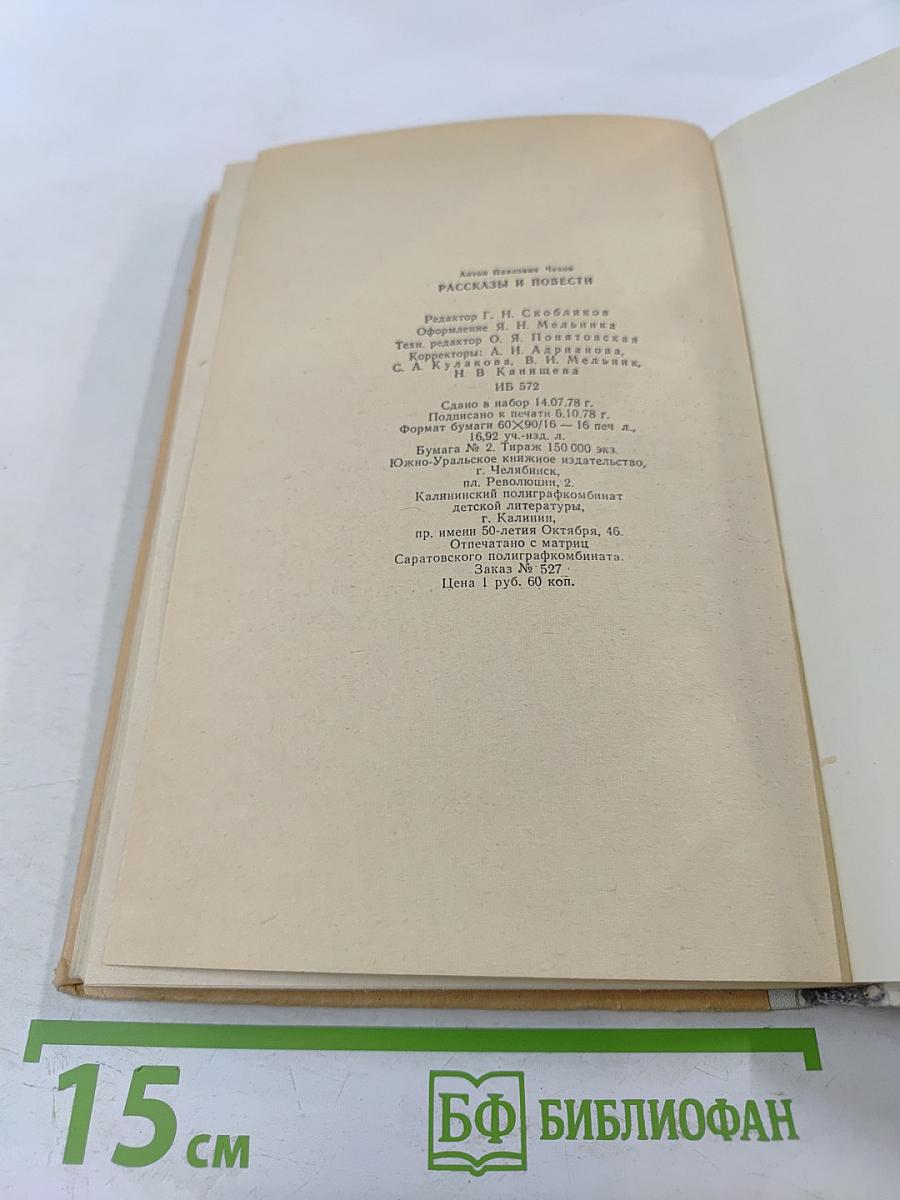 Антон Павлович Чехов
РАССКАЗЫ И ПОВЕСТИ
Редактор Г. Н. Скобликов
Оформление Я. Н. Мельника
Техн. редактор О. Я. Понятовская
Корректоры: А. И. Адрианова,
С. А. Кулакова, В. И. Мельник,
Н. В Канищева
ИБ 572
Сдано в набор 14.07.78 г.
Подписано к печати 6.10.78 г.
Формат бумаги 60×90/16 — 16 печ л.,
16,92 уч.-изд. л.
Бумага № 2. Тираж 150 000 экз.
Южно-Уральское книжное издательство,
г. Челябинск,
пл. Революции, 2.
Калининский полиграфкомбинат
детской литературы,
г. Калинин,
пр. имени 50-летия Октября, 46.
Отпечатано с матриц
Саратовского полиграфкомбината.
Заказ № 527
Цена 1 руб. 60 коп.
15 см
БФ БИБЛИОФАН